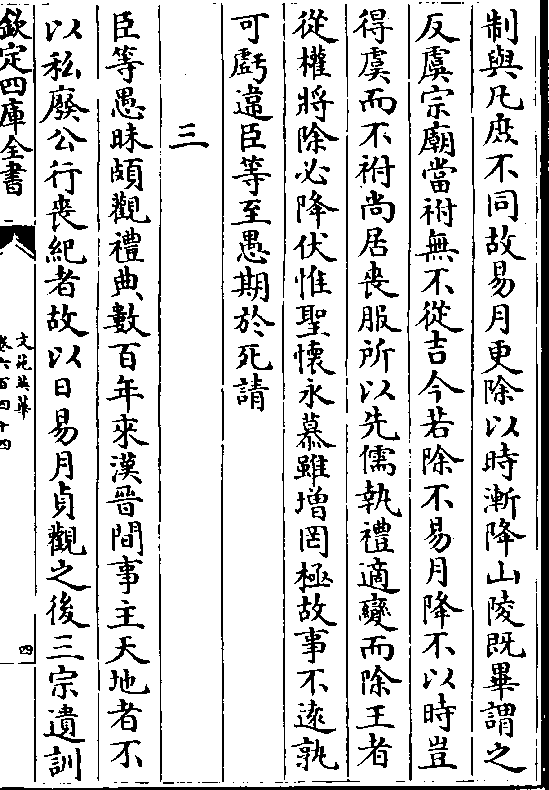 制與凡庶不同故易月更除以時漸降山陵既畢謂之
反虞宗廟當祔無不從吉今若除不易月降不以時豈
得虞而不祔尚居喪服所以先儒執禮適變而除王者
從權將除必降伏惟聖懷永慕雖增罔極故事不遠孰
可虧違臣等至愚期於死請
三
臣等愚昧頗觀禮典數百年來漢晉間事主天地者不
以私廢公行喪紀者故以日易月貞觀之後三宗遺訓
欽定四庫全書
文苑英華
卷六百四十四
四